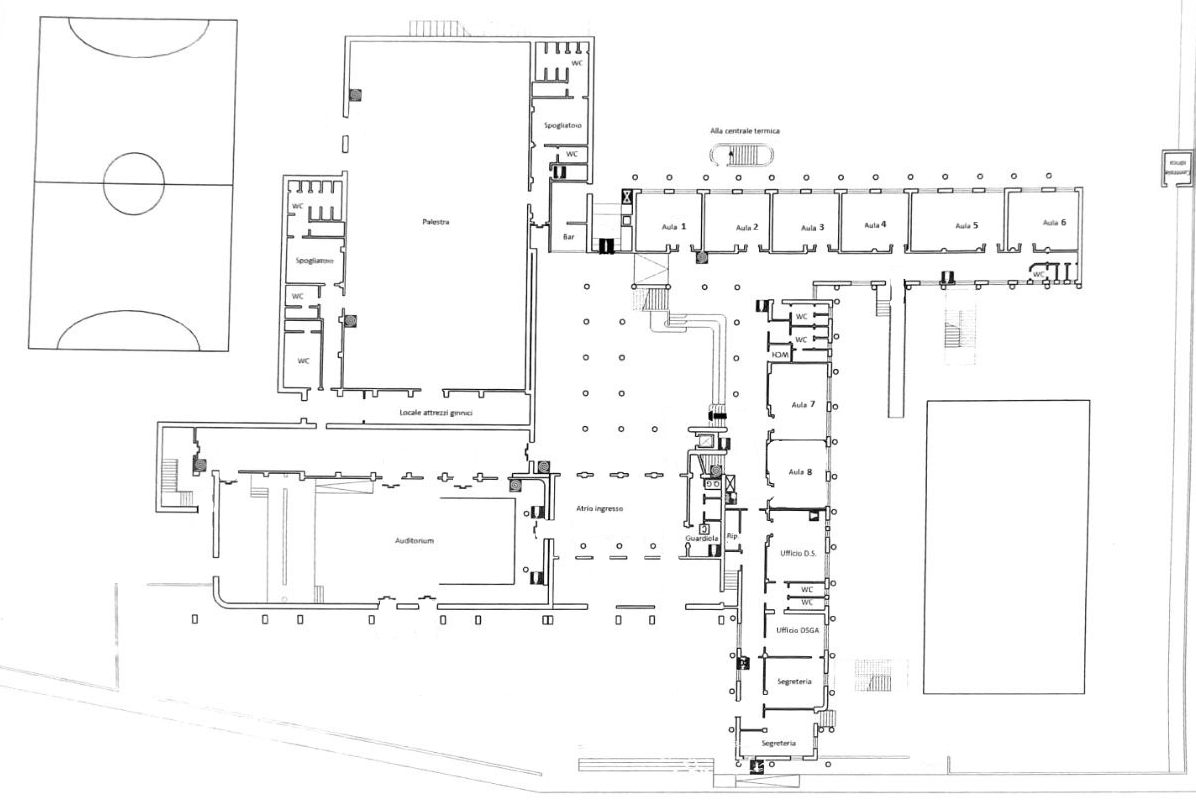 WC
Spogliatoio
WC
Alla centrale termica
WC
Palestra
Aula 1
Aula 2
Aula 3
Aula 4
Aula 5
Aula 6
Bar
Spogliatoio
WC
WC
WC
WC
WC
WCH
Aula 7
Locale attrezzi ginnici
Aula 8
Atrio ingresso
Guardiola
Rip.
Auditorium
Ufficio D.S.
WC
WC
Ufficio DSGA
Segreteria
Segreteria